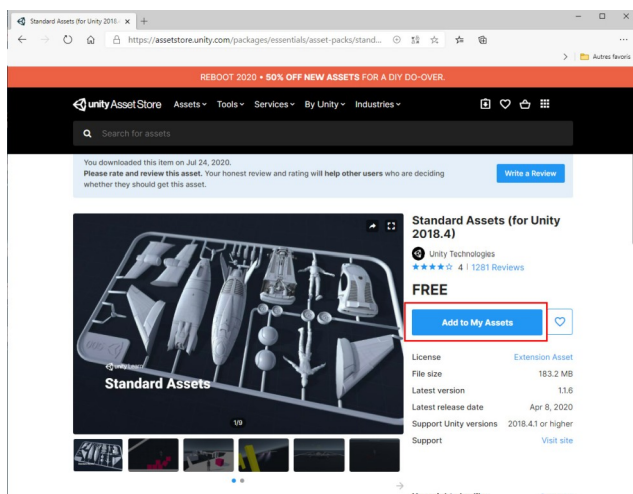 Standard Assets (for Unity 2018.
https://assetstore.unity.com/packages/essentials/asset-packs/stand...
Autres favoris
REBOOT 2020 • 50% OFF NEW ASSETS FOR A DIY DO-OVER.
unity Asset Store Assets Tools Services By Unity Industries
Search for assets
You downloaded this item on Jul 24, 2020.
Please rate and review this asset. Your honest review and rating will help other users who are deciding
whether they should get this asset.
Write a Review
Standard Assets (for Unity
2018.4)
Unity Technologies
4 | 1281 Reviews
FREE
Add to My Assets
License Extension Asset
File size 183.2 MB
Latest version 1.1.6
Latest release date Apr 8, 2020
Support Unity versions 2018.4.1 or higher
Support Visit site
unity Learn
Standard Assets
1/9